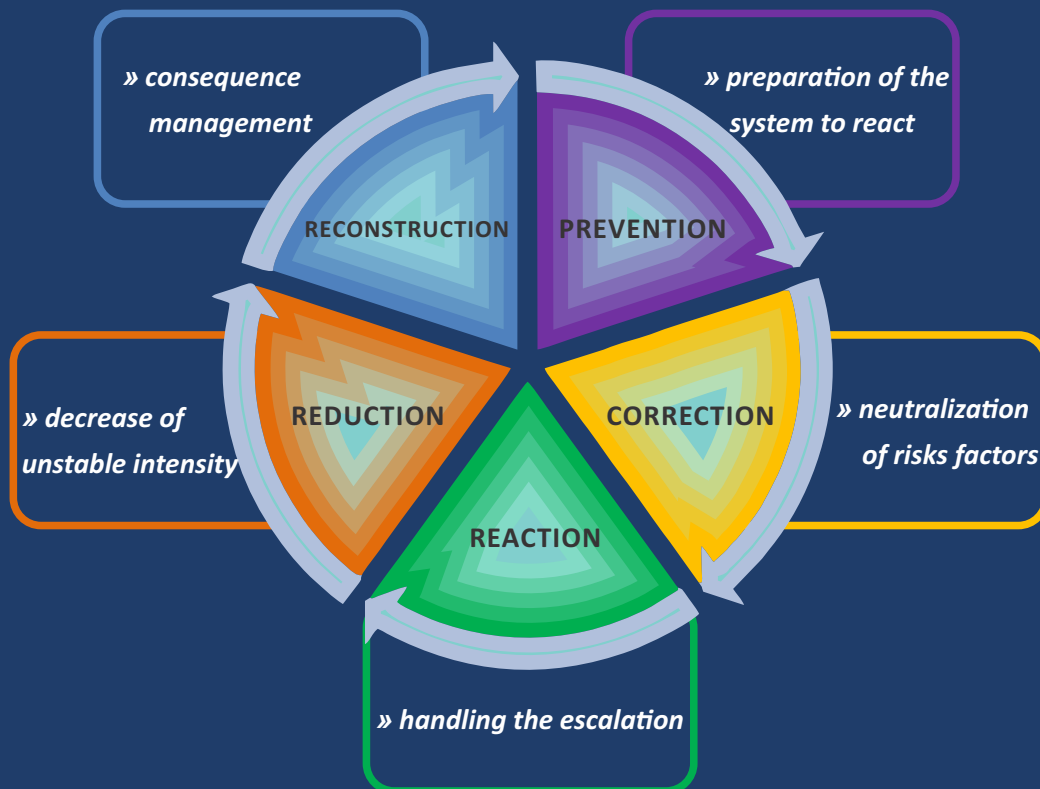 » consequence
management
» preparation of the
system to react
RECONSTRUCTION
PREVENTION
REDUCTION
CORRECTION
» decrease of
unstable intensity
» neutralization
of risks factors
REACTION
» handling the escalation